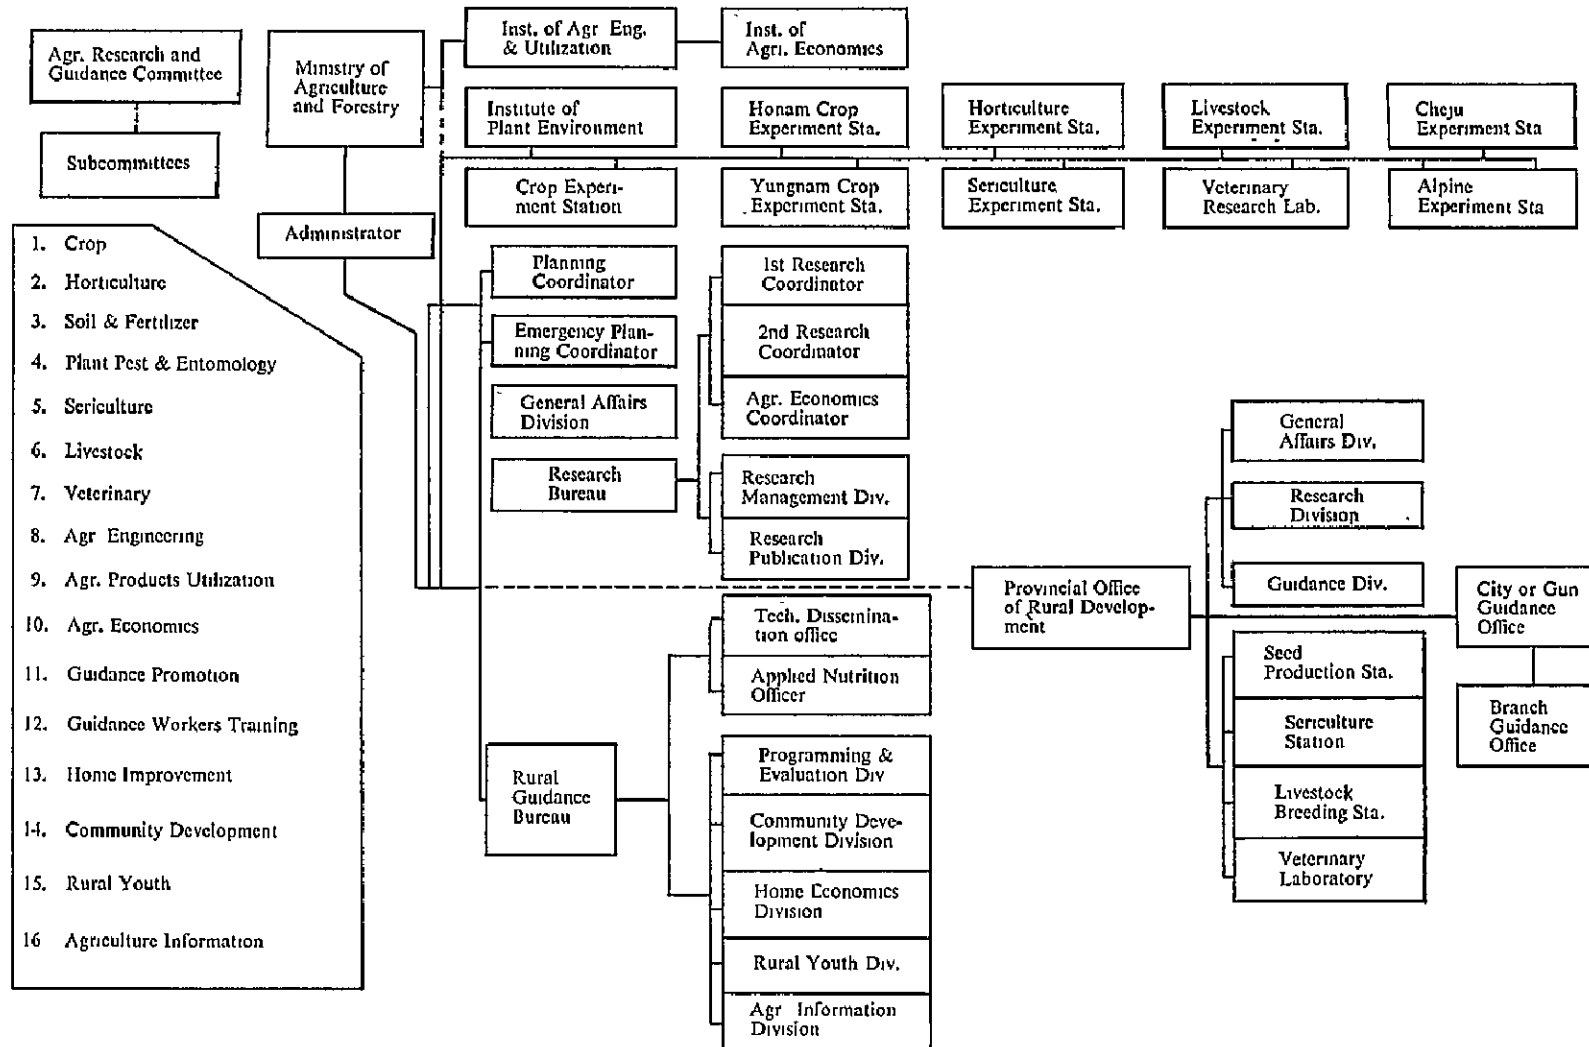 Agr. Research and
Guidance Committee
Subcommittees
Ministry of
Agriculture
and Forestry
Administrator
Inst. of Agr Eng.
& Utilization
Inst. of
Agri. Economics
Institute of
Plant Environment
Honam Crop
Experiment Sta.
Horticulture
Experiment Sta.
Livestock
Experiment Sta.
Cheju
Experiment Sta
Crop Experi-
ment Station
Yungnam Crop
Experiment Sta.
Sericulture
Experiment Sta.
Veterinary
Research Lab.
Alpine
Experiment Sta
1. Crop
2. Horticulture
3. Soil & Fertilizer
4. Plant Pest & Entomology
5. Sericulture
6. Livestock
7. Veterinary
8. Agr Engineering
9. Agr. Products Utilization
10. Agr. Economics
11. Guidance Promotion
12. Guidance Workers Training
13. Home Improvement
14. Community Development
15. Rural Youth
16 Agriculture Information
Planning
Coordinator
Emergency Plan-
ning Coordinator
General Affairs
Division
Research
Bureau
1st Research
Coordinator
2nd Research
Coordinator
Agr. Economics
Coordinator
Research
Management Div.
Research
Publication Div.
Rural
Guidance
Bureau
Tech. Dissemina-
tion office
Applied Nutrition
Officer
Programming &
Evaluation Div
Community Deve-
lopment Division
Home Economics
Division
Rural Youth Div.
Agr Information
Division
Provincial Office
of Rural Develop-
ment
General
Affairs Div.
Research
Division
Guidance Div.
Seed
Production Sta.
Sericulture
Station
Livestock
Breeding Sta.
Veterinary
Laboratory
City or Gun
Guidance
Office
Branch
Guidance
Office